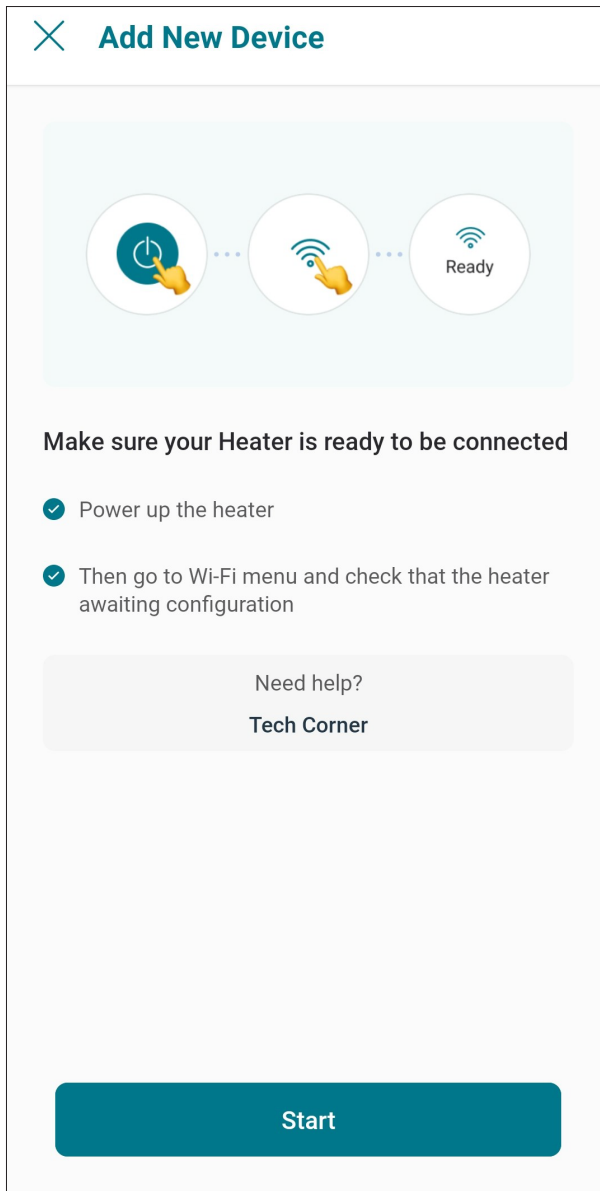 Add New Device
Ready
Make sure your Heater is ready to be connected
Power up the heater
Then go to Wi-Fi menu and check that the heater
awaiting configuration
Need help?
Tech Corner
Start